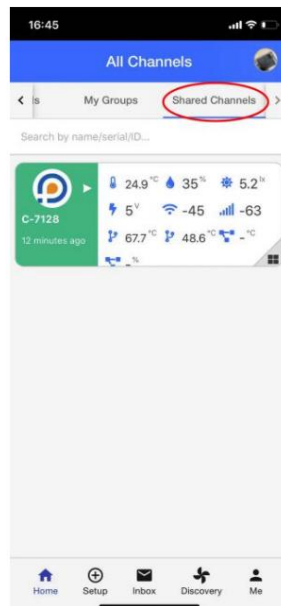 16:45
All Channels
ls My Groups Shared Channels
Search by name/serial/ID...
24.9°C 35% 5.2lx
5V -45 -63
C-7128
12 minutes ago
67.7°C 48.6°C -°C
-%
Home Setup Inbox Discovery Me